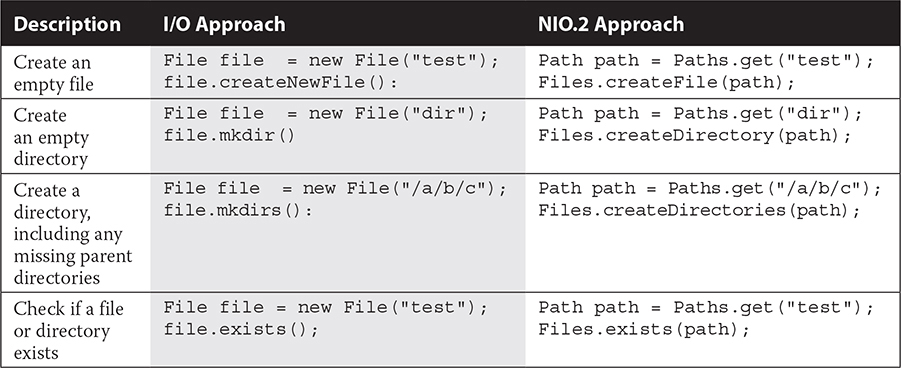 Description I/O Approach NIO.2 Approach
Create an
empty file
File file  = new File("test");
file.createNewFile():
Path path = Paths.get("test");
Files.createFile(path);
Create
an empty
directory
File file  = new File("dir");
file.mkdir()
Path path = Paths.get("dir");
Files.createDirectory(path);
Create a
directory,
including any
missing parent
directories
File file  = new File("/a/b/c");
file.mkdirs():
Path path = Paths.get("/a/b/c");
Files.createDirectories(path);
Check if a file
or directory
exists
File file = new File("test");
file.exists();
Path path = Paths.get("test");
Files.exists(path);